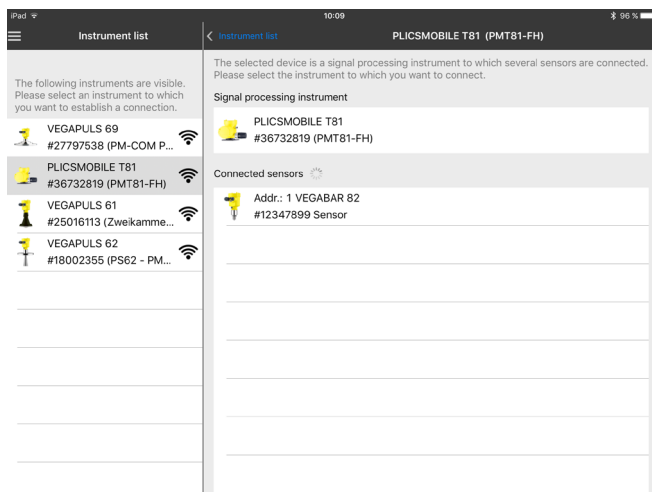 iPad
10:09
96 %
Instrument list
Instrument list
PLICSMOBILE T81 (PMT81-FH)
The following instruments are visible.
Please select an instrument to which
you want to establish a connection.
VEGAPULS 69
#27797538 (PM-COM P...
PLICSMOBILE T81
#36732819 (PMT81-FH)
VEGAPULS 61
#25016113 (Zweikamme...
VEGAPULS 62
#18002355 (PS62 - PM...
The selected device is a signal processing instrument to which several sensors are connected.
Please select the instrument to which you want to connect.
Signal processing instrument
PLICSMOBILE T81
#36732819 (PMT81-FH)
Connected sensors
Addr.: 1 VEGABAR 82
#12347899 Sensor